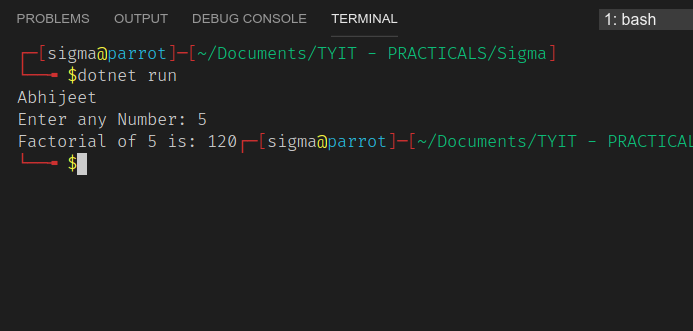 PROBLEMS OUTPUT DEBUG CONSOLE TERMINAL 1: bash
┌─[sigma@parrot]─[~/Documents/TYIT - PRACTICALS/Sigma]
└──╼ $dotnet run
Abhijeet
Enter any Number: 5
Factorial of 5 is: 120┌─[sigma@parrot]─[~/Documents/TYIT - PRACTICAL
└──╼ $